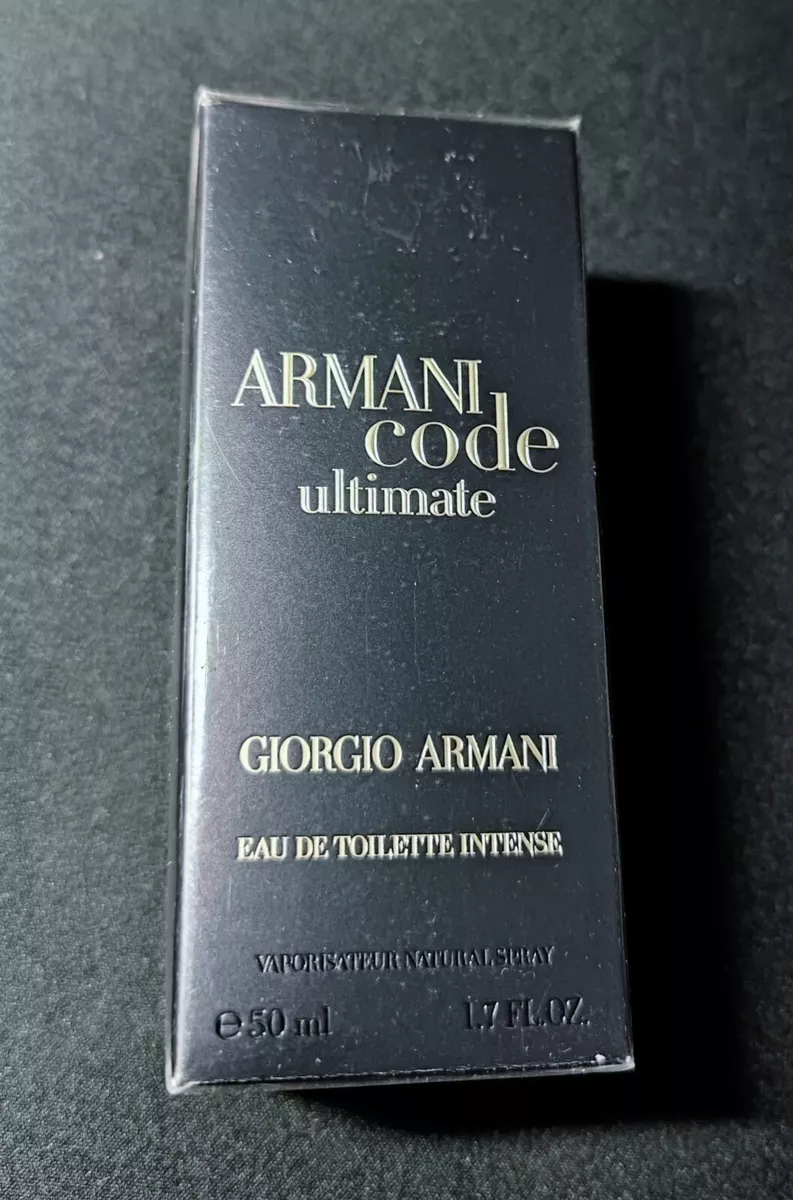 ARMANI
code
ultimate
GIORGIO ARMANI
EAU DE TOILETTE INTENSE
VAPORISATEUR NATURAL SPRAY
℮ 50 ml 1.7 FL.OZ.